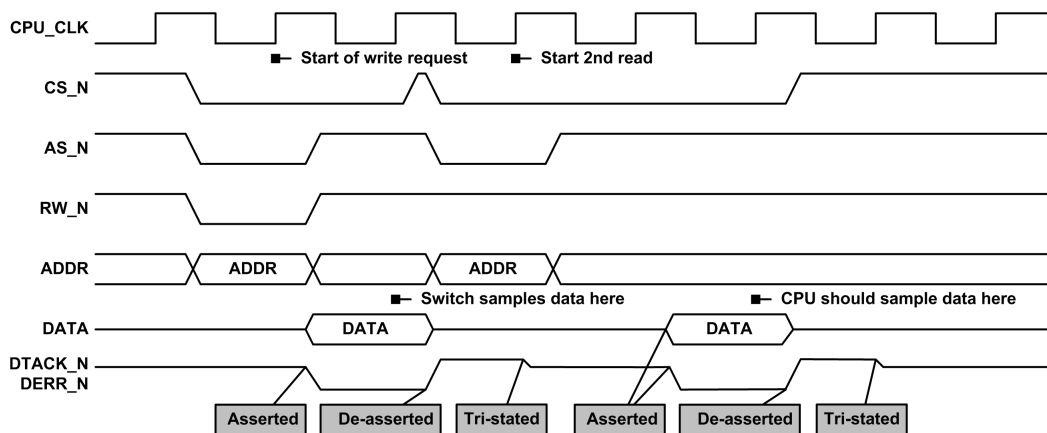 CPU_CLK
Start of write request
Start 2nd read
CS_N
AS_N
RW_N
ADDR
ADDR
ADDR
Switch samples data here
CPU should sample data here
DATA
DATA
DATA
DTACK_N
DERR_N
Asserted
De-asserted
Tri-stated
Asserted
De-asserted
Tri-stated